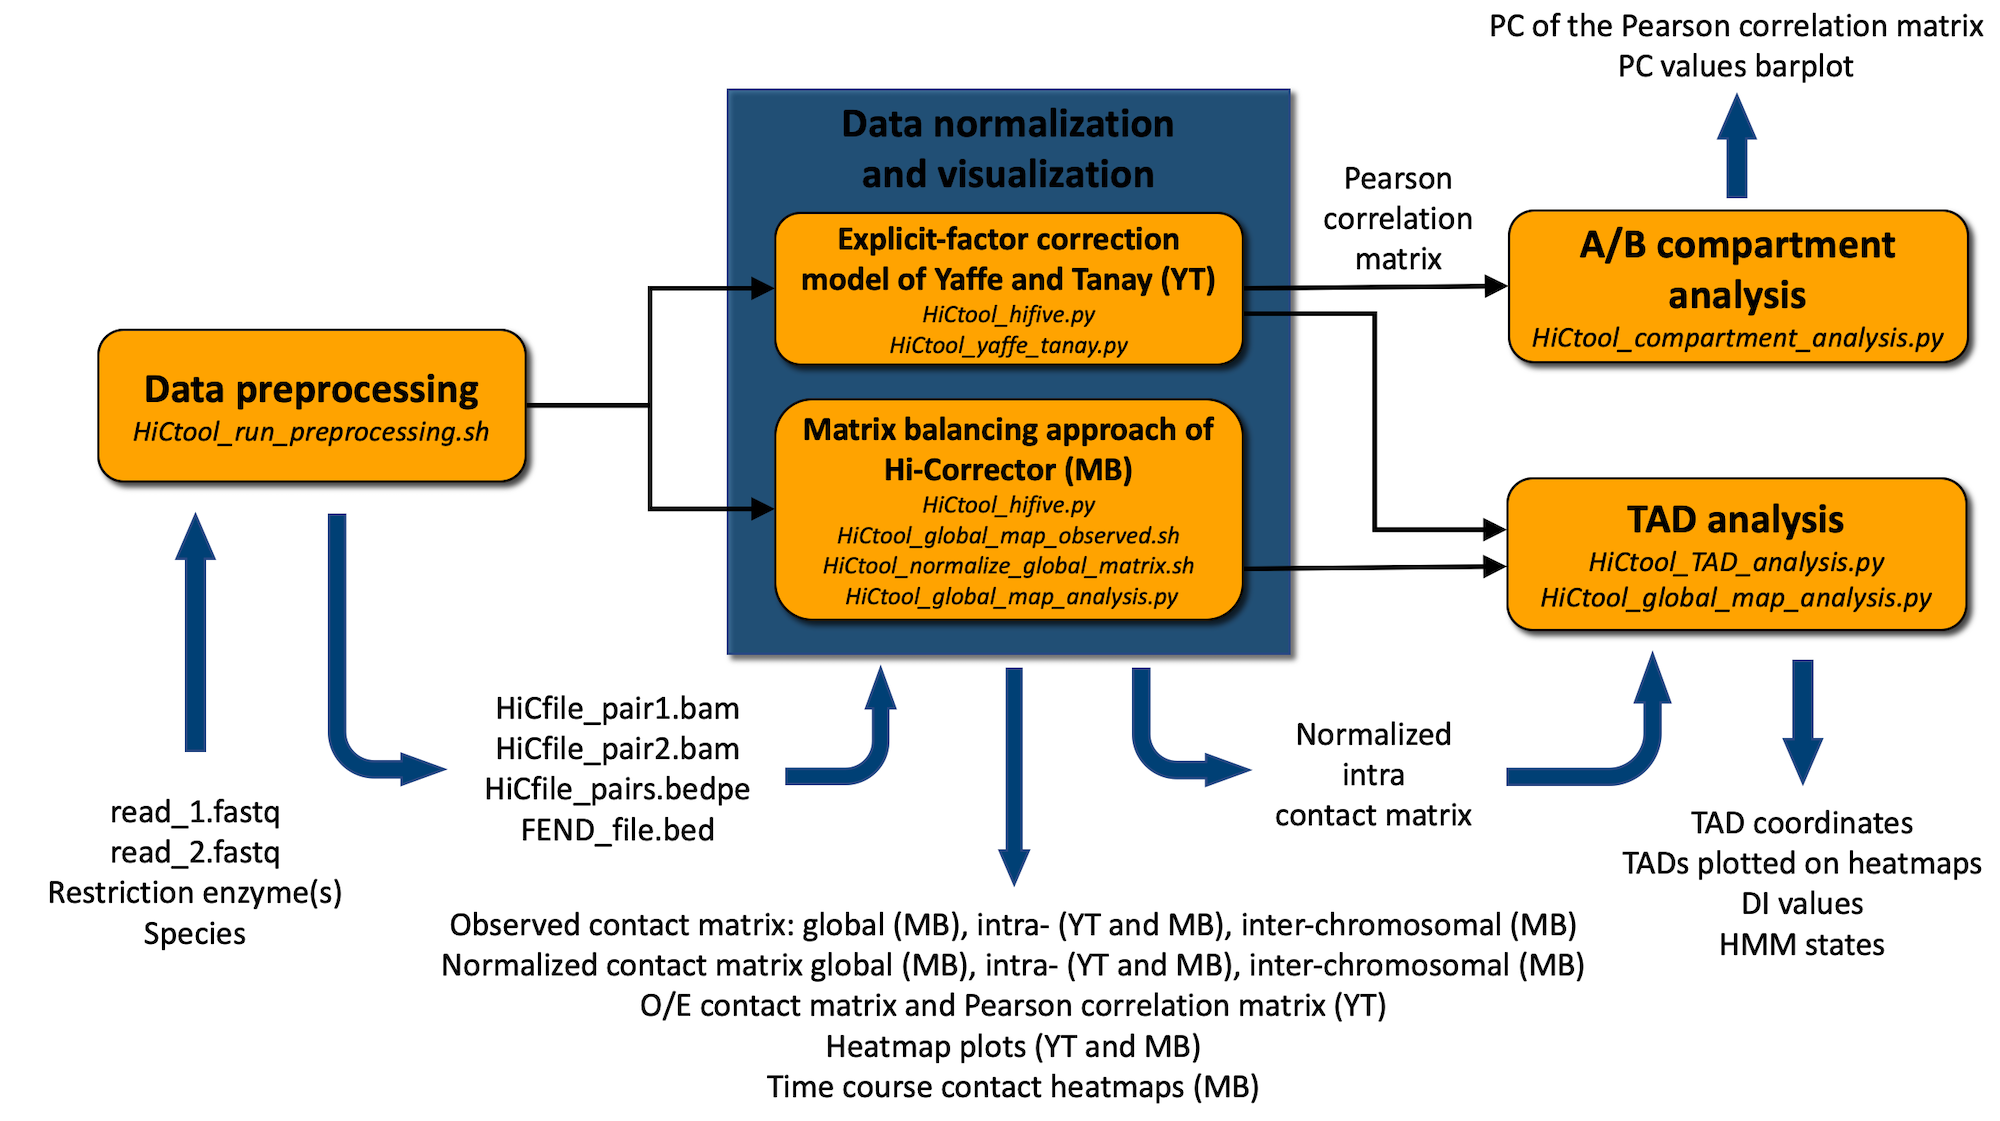 PC of the Pearson correlation matrix
PC values barplot
Data normalization
and visualization
Explicit-factor correction
model of Yaffe and Tanay (YT)
HiCtool_hifive.py
HiCtool_yaffe_tanay.py
Pearson
correlation
matrix
A/B compartment
analysis
HiCtool_compartment_analysis.py
Data preprocessing
HiCtool_run_preprocessing.sh
Matrix balancing approach of
Hi-Corrector (MB)
HiCtool_hifive.py
HiCtool_global_map_observed.sh
HiCtool_normalize_global_matrix.sh
HiCtool_global_map_analysis.py
TAD analysis
HiCtool_TAD_analysis.py
HiCtool_global_map_analysis.py
read_1.fastq
read_2.fastq
Restriction enzyme(s)
Species
HiCfile_pair1.bam
HiCfile_pair2.bam
HiCfile_pairs.bedpe
FEND_file.bed
Normalized
intra
contact matrix
TAD coordinates
TADs plotted on heatmaps
DI values
HMM states
Observed contact matrix: global (MB), intra- (YT and MB), inter-chromosomal (MB)
Normalized contact matrix global (MB), intra- (YT and MB), inter-chromosomal (MB)
O/E contact matrix and Pearson correlation matrix (YT)
Heatmap plots (YT and MB)
Time course contact heatmaps (MB)